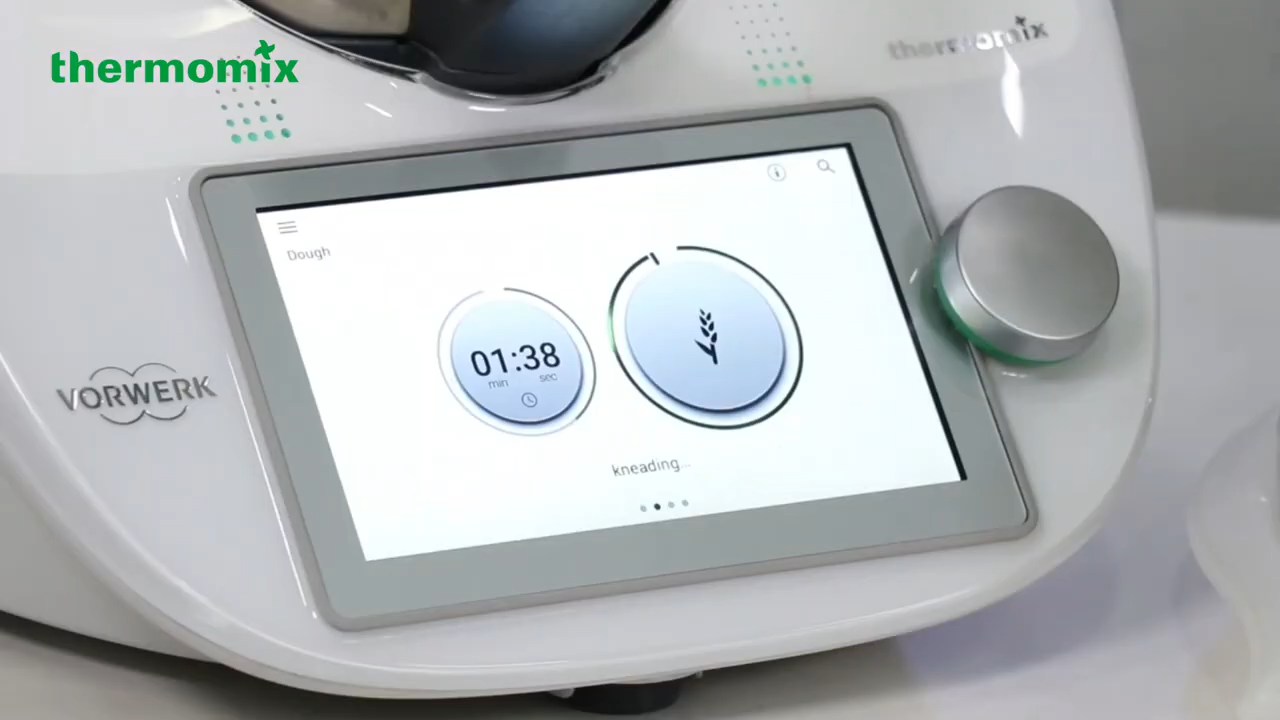 thermomix
thermomix
Dough
01:38
min sec
kneading...
VORWERK